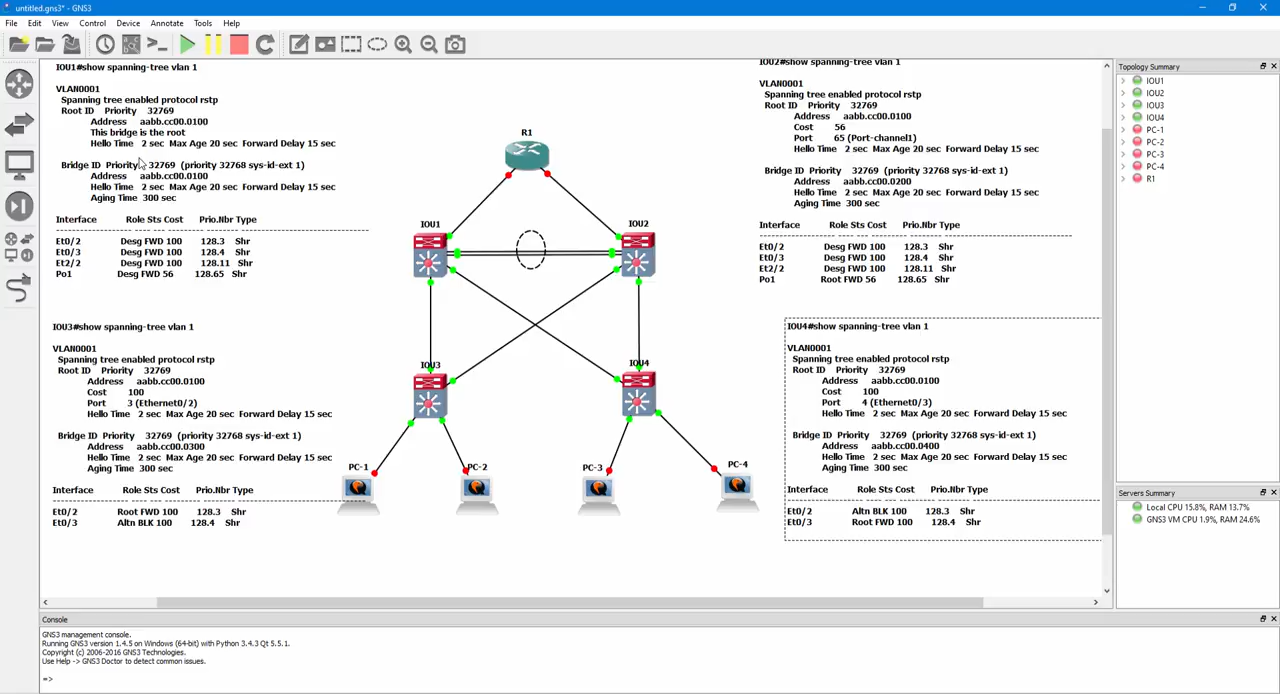 untitled.gns3* - GNS3
File Edit View Control Device Annotate Tools Help
IOU1#show spanning-tree vlan 1
VLAN0001
Spanning tree enabled protocol rstp
Root ID Priority 32769
Address aabb.cc00.0100
This bridge is the root
Hello Time 2 sec Max Age 20 sec Forward Delay 15 sec
Bridge ID Priority 32769 (priority 32768 sys-id-ext 1)
Address aabb.cc00.0100
Hello Time 2 sec Max Age 20 sec Forward Delay 15 sec
Aging Time 300 sec
Interface Role Sts Cost Prio.Nbr Type
Et0/2 Desg FWD 100 128.3 Shr
Et0/3 Desg FWD 100 128.4 Shr
Et2/2 Desg FWD 100 128.11 Shr
Po1 Desg FWD 56 128.65 Shr
IOU3#show spanning-tree vlan 1
VLAN0001
Spanning tree enabled protocol rstp
Root ID Priority 32769
Address aabb.cc00.0100
Cost 100
Port 3 (Ethernet0/2)
Hello Time 2 sec Max Age 20 sec Forward Delay 15 sec
Bridge ID Priority 32769 (priority 32768 sys-id-ext 1)
Address aabb.cc00.0300
Hello Time 2 sec Max Age 20 sec Forward Delay 15 sec
Aging Time 300 sec
Interface Role Sts Cost Prio.Nbr Type
Et0/2 Root FWD 100 128.3 Shr
Et0/3 Altn BLK 100 128.4 Shr
R1
IOU1
IOU2
IOU3
IOU4
PC-1
PC-2
PC-3
PC-4
IOU2#show spanning-tree vlan 1
VLAN0001
Spanning tree enabled protocol rstp
Root ID Priority 32769
Address aabb.cc00.0100
Cost 56
Port 65 (Port-channel1)
Hello Time 2 sec Max Age 20 sec Forward Delay 15 sec
Bridge ID Priority 32769 (priority 32768 sys-id-ext 1)
Address aabb.cc00.0200
Hello Time 2 sec Max Age 20 sec Forward Delay 15 sec
Aging Time 300 sec
Interface Role Sts Cost Prio.Nbr Type
Et0/2 Desg FWD 100 128.3 Shr
Et0/3 Desg FWD 100 128.4 Shr
Et2/2 Desg FWD 100 128.11 Shr
Po1 Root FWD 56 128.65 Shr
IOU4#show spanning-tree vlan 1
VLAN0001
Spanning tree enabled protocol rstp
Root ID Priority 32769
Address aabb.cc00.0100
Cost 100
Port 4 (Ethernet0/3)
Hello Time 2 sec Max Age 20 sec Forward Delay 15 sec
Bridge ID Priority 32769 (priority 32768 sys-id-ext 1)
Address aabb.cc00.0400
Hello Time 2 sec Max Age 20 sec Forward Delay 15 sec
Aging Time 300 sec
Interface Role Sts Cost Prio.Nbr Type
Et0/2 Altn BLK 100 128.3 Shr
Et0/3 Root FWD 100 128.4 Shr
Topology Summary
IOU1
IOU2
IOU3
IOU4
PC-1
PC-2
PC-3
PC-4
R1
Servers Summary
Local CPU 15.8%, RAM 13.7%
GNS3 VM CPU 1.9%, RAM 24.6%
Console
GNS3 management console.
Running GNS3 version 1.4.5 on Windows (64-bit) with Python 3.4.3 Qt 5.5.1.
Copyright (c) 2006-2016 GNS3 Technologies.
Use Help -> GNS3 Doctor to detect common issues.
=>